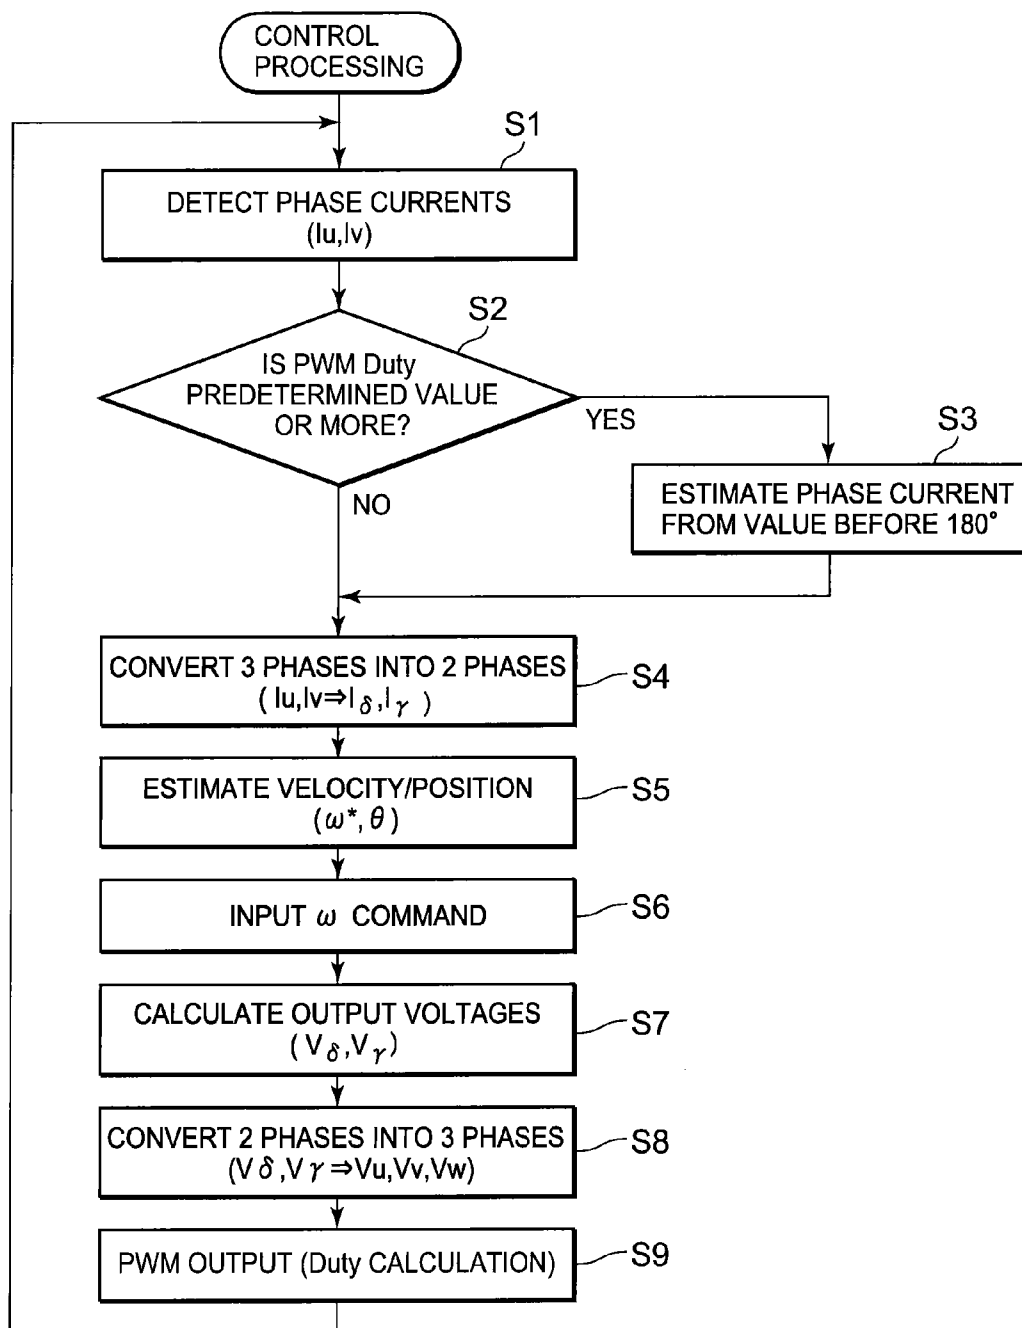 CONTROL
PROCESSING
S1
DETECT PHASE CURRENTS
(Iu,Iv)
S2
IS PWM Duty
PREDETERMINED VALUE
OR MORE?
YES
NO
S3
ESTIMATE PHASE CURRENT
FROM VALUE BEFORE 180°
CONVERT 3 PHASES INTO 2 PHASES
(Iu,Iv⇒Iδ,Iγ)
S4
ESTIMATE VELOCITY/POSITION
(ω*,θ)
S5
INPUT ω COMMAND
S6
CALCULATE OUTPUT VOLTAGES
(Vδ,Vγ)
S7
CONVERT 2 PHASES INTO 3 PHASES
(Vδ,Vγ⇒Vu,Vv,Vw)
S8
PWM OUTPUT (Duty CALCULATION)
S9